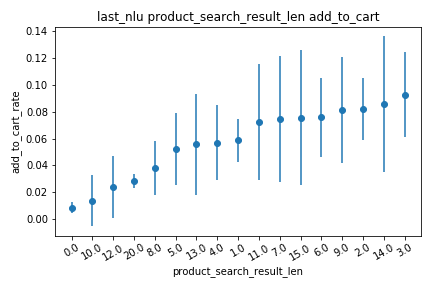 last_nlu product_search_result_len add_to_cart
add_to_cart_rate
0.14
0.12
0.10
0.08
0.06
0.04
0.02
0.00
0.0 10.0 12.0 20.0 8.0 5.0 13.0 4.0 1.0 11.0 7.0 15.0 6.0 9.0 2.0 14.0 3.0
product_search_result_len